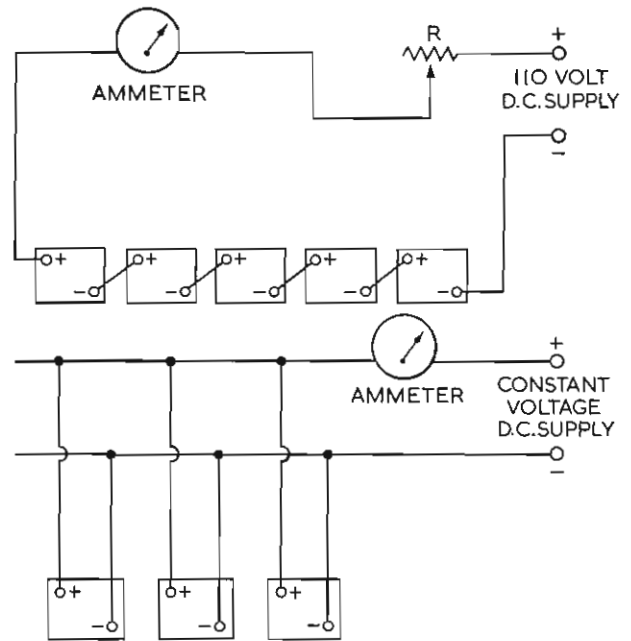 R
+
AMMETER
110 VOLT
D.C. SUPPLY
-
+ + + + +
- - - - -
+
AMMETER
CONSTANT
VOLTAGE
D.C. SUPPLY
-
+ + +
- - -